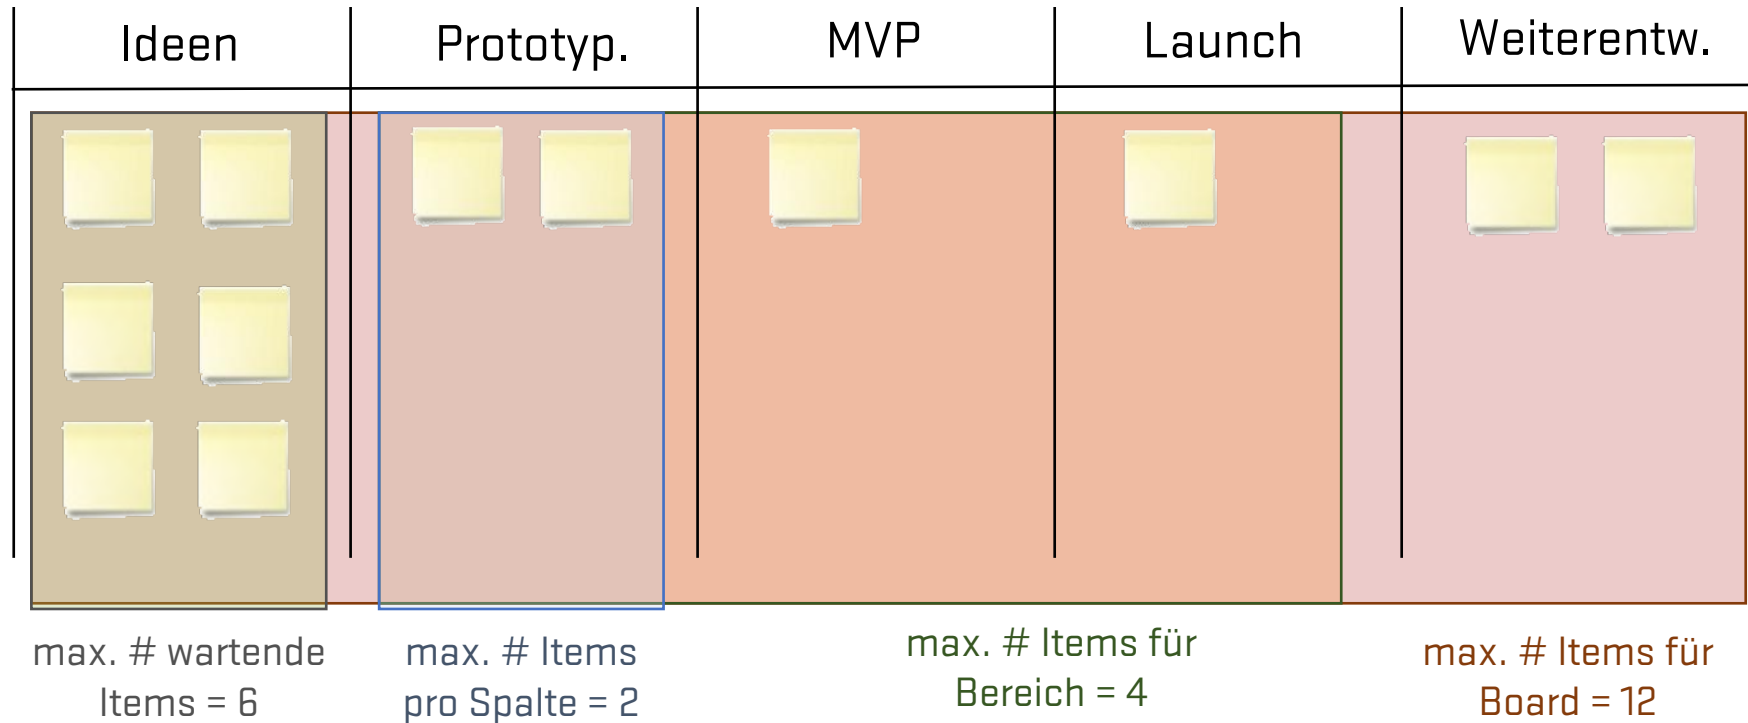 Ideen
Prototyp.
MVP
Launch
Weiterentw.
max. # wartende
Items = 6
max. # Items
pro Spalte = 2
max. # Items für
Bereich = 4
max. # Items für
Board = 12